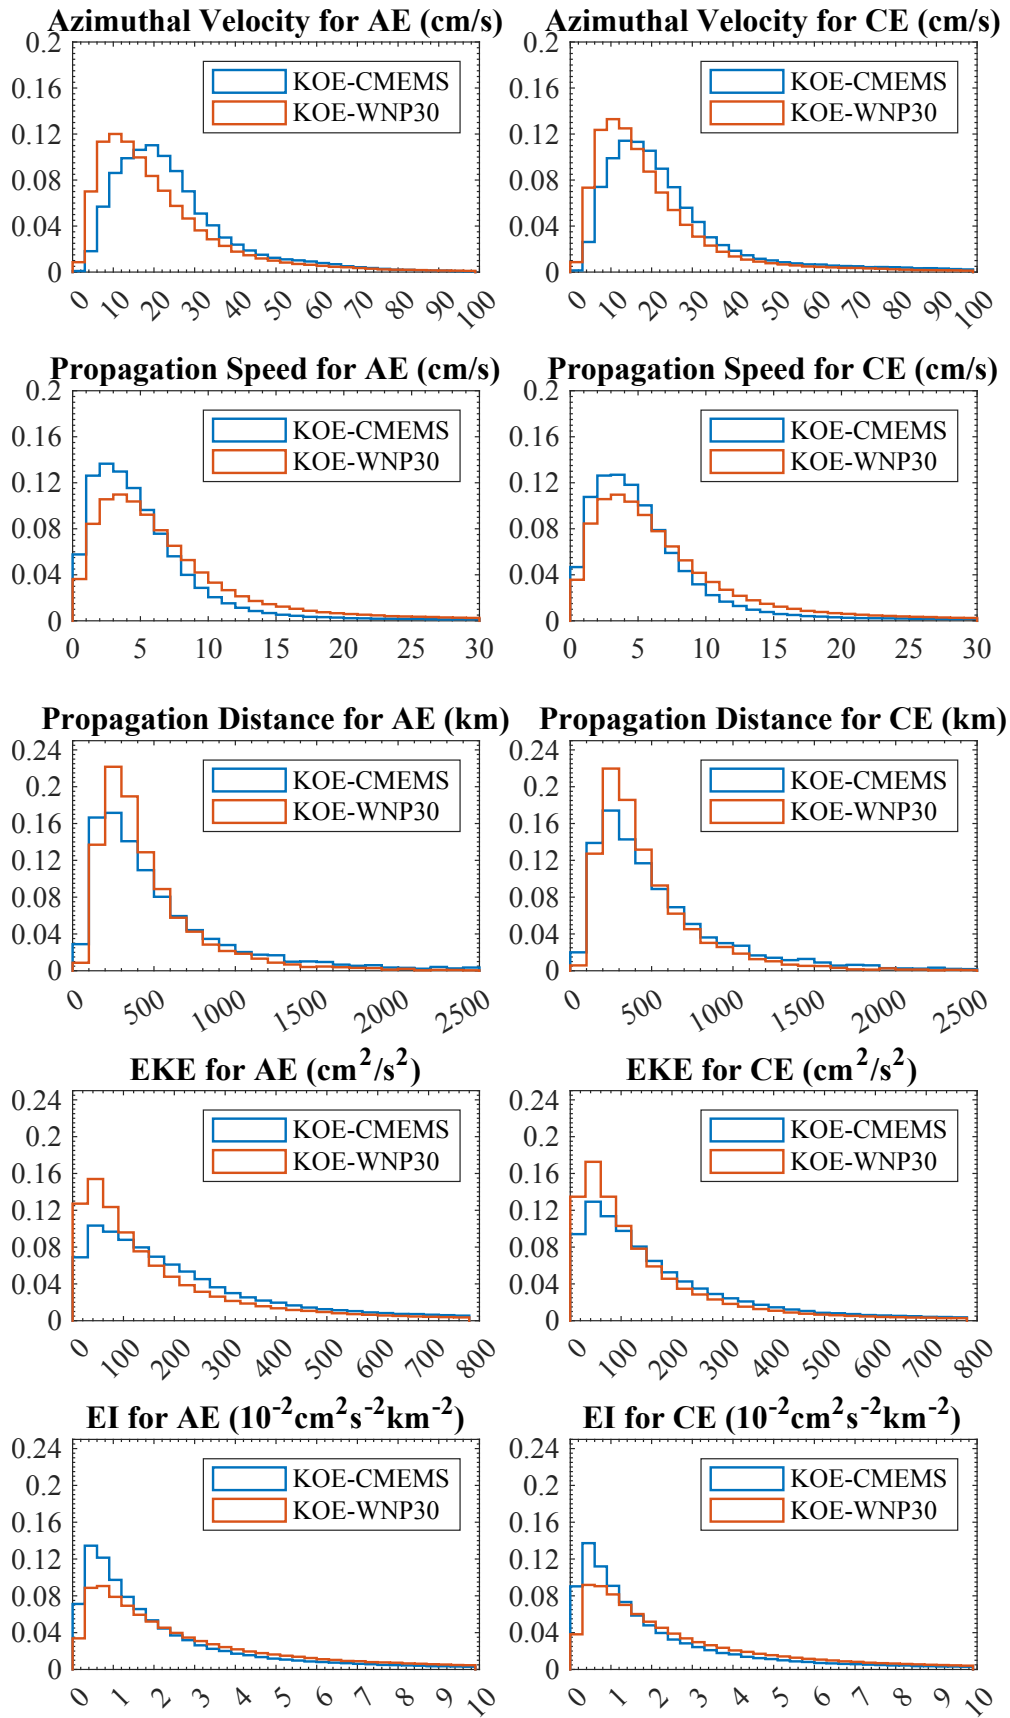 Azimuthal Velocity for AE (cm/s)
0.2
0.16
0.12
0.08
0.04
0
KOE-CMEMS
KOE-WNP30
0 10 20 30 40 50 60 70 80 90 100
Azimuthal Velocity for CE (cm/s)
0.2
0.16
0.12
0.08
0.04
0
KOE-CMEMS
KOE-WNP30
0 10 20 30 40 50 60 70 80 90 100
Propagation Speed for AE (cm/s)
0.2
0.16
0.12
0.08
0.04
0
KOE-CMEMS
KOE-WNP30
0 5 10 15 20 25 30
Propagation Speed for CE (cm/s)
0.2
0.16
0.12
0.08
0.04
0
KOE-CMEMS
KOE-WNP30
0 5 10 15 20 25 30
Propagation Distance for AE (km)
0.24
0.2
0.16
0.12
0.08
0.04
0
KOE-CMEMS
KOE-WNP30
0 500 1000 1500 2000 2500
Propagation Distance for CE (km)
0.24
0.2
0.16
0.12
0.08
0.04
0
KOE-CMEMS
KOE-WNP30
0 500 1000 1500 2000 2500
EKE for AE (cm²/s²)
0.24
0.2
0.16
0.12
0.08
0.04
0
KOE-CMEMS
KOE-WNP30
0 100 200 300 400 500 600 700 800
EKE for CE (cm²/s²)
0.24
0.2
0.16
0.12
0.08
0.04
0
KOE-CMEMS
KOE-WNP30
0 100 200 300 400 500 600 700 800
EI for AE (10⁻²cm²s⁻²km⁻²)
0.24
0.2
0.16
0.12
0.08
0.04
0
KOE-CMEMS
KOE-WNP30
0 1 2 3 4 5 6 7 8 9 10
EI for CE (10⁻²cm²s⁻²km⁻²)
0.24
0.2
0.16
0.12
0.08
0.04
0
KOE-CMEMS
KOE-WNP30
0 1 2 3 4 5 6 7 8 9 10